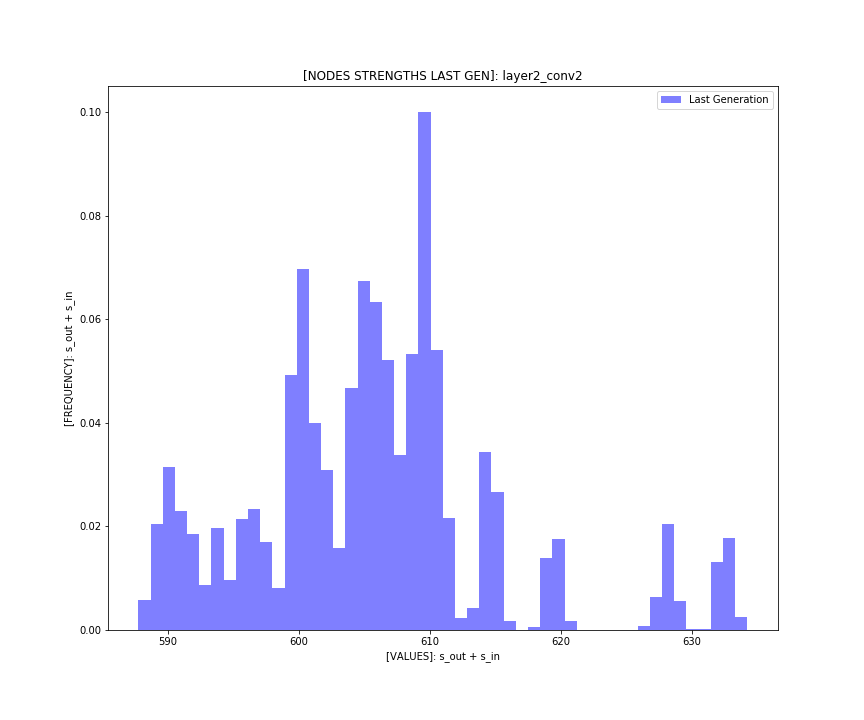 [NODES STRENGTHS LAST GEN]: layer2_conv2
Last Generation
0.10
0.08
0.06
0.04
0.02
0.00
[FREQUENCY]: s_out + s_in
590 600 610 620 630
[VALUES]: s_out + s_in